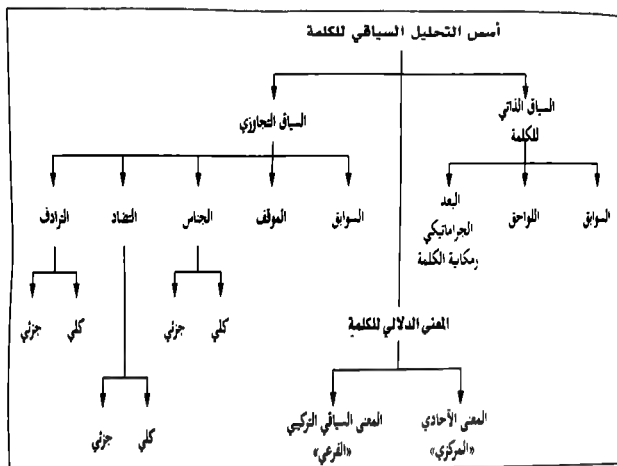 أسس التحليل السياقي للكلمة
السياق الذاتي
للكلمة
السياق التجاوزي
السوابق
اللواحق
البعد
الجراماتيكي
ومكانية الكلمة
السوابق
الموقف
الجناس
التضاد
الترادف
كلي
جزئي
كلي
جزئي
كلي
جزئي
المعنى الدلالي للكلمة
المعنى الآحادي
«المركزي»
المعنى السياقي التركيبي
«الفرعي»